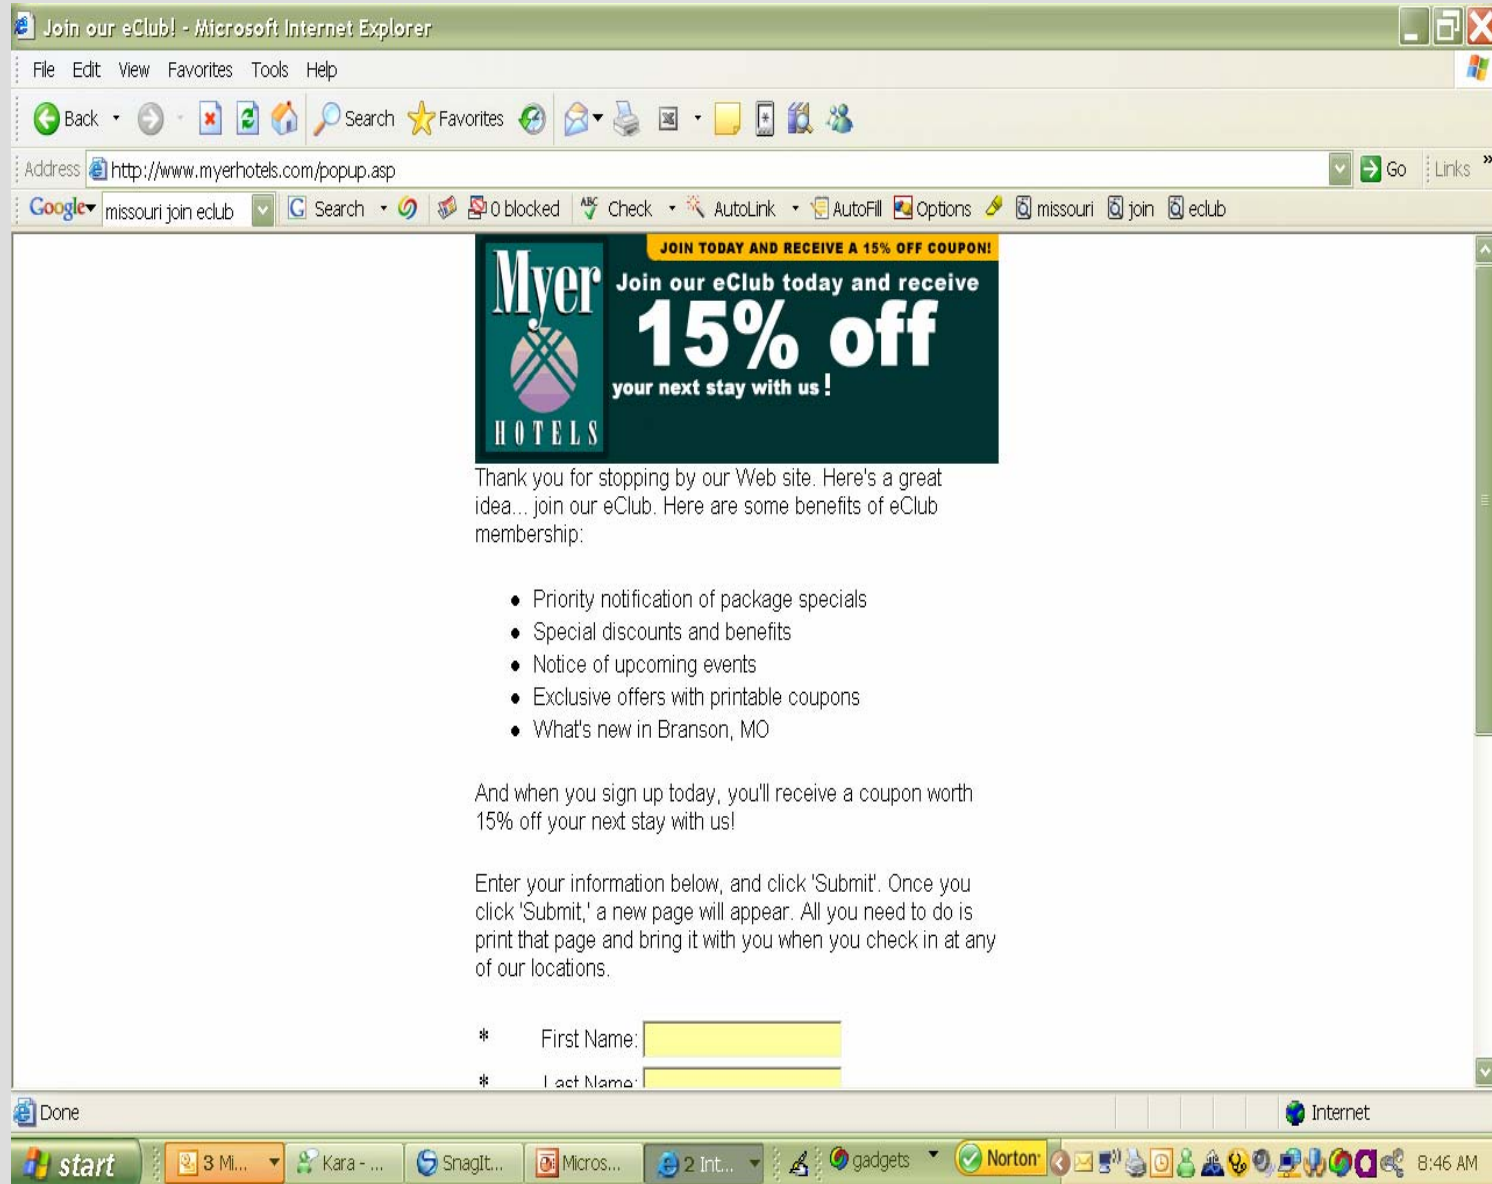 Join our eClub! - Microsoft Internet Explorer
File Edit View Favorites Tools Help
Back Search Favorites
Address http://www.myerhotels.com/popup.asp Go Links »
Google missouri join eclub G Search 0 blocked ABC Check AutoLink AutoFill Options missouri join eclub
JOIN TODAY AND RECEIVE A 15% OFF COUPON!
Myer
HOTELS
Join our eClub today and receive
15% off
your next stay with us!
Thank you for stopping by our Web site. Here's a great
idea... join our eClub. Here are some benefits of eClub
membership:
• Priority notification of package specials
• Special discounts and benefits
• Notice of upcoming events
• Exclusive offers with printable coupons
• What's new in Branson, MO
And when you sign up today, you'll receive a coupon worth
15% off your next stay with us!
Enter your information below, and click 'Submit'. Once you
click 'Submit,' a new page will appear. All you need to do is
print that page and bring it with you when you check in at any
of our locations.
* First Name:
* Last Name:
Done Internet
start 3 Mi... Kara - ... SnagIt... Micros... 2 Int... gadgets Norton 8:46 AM